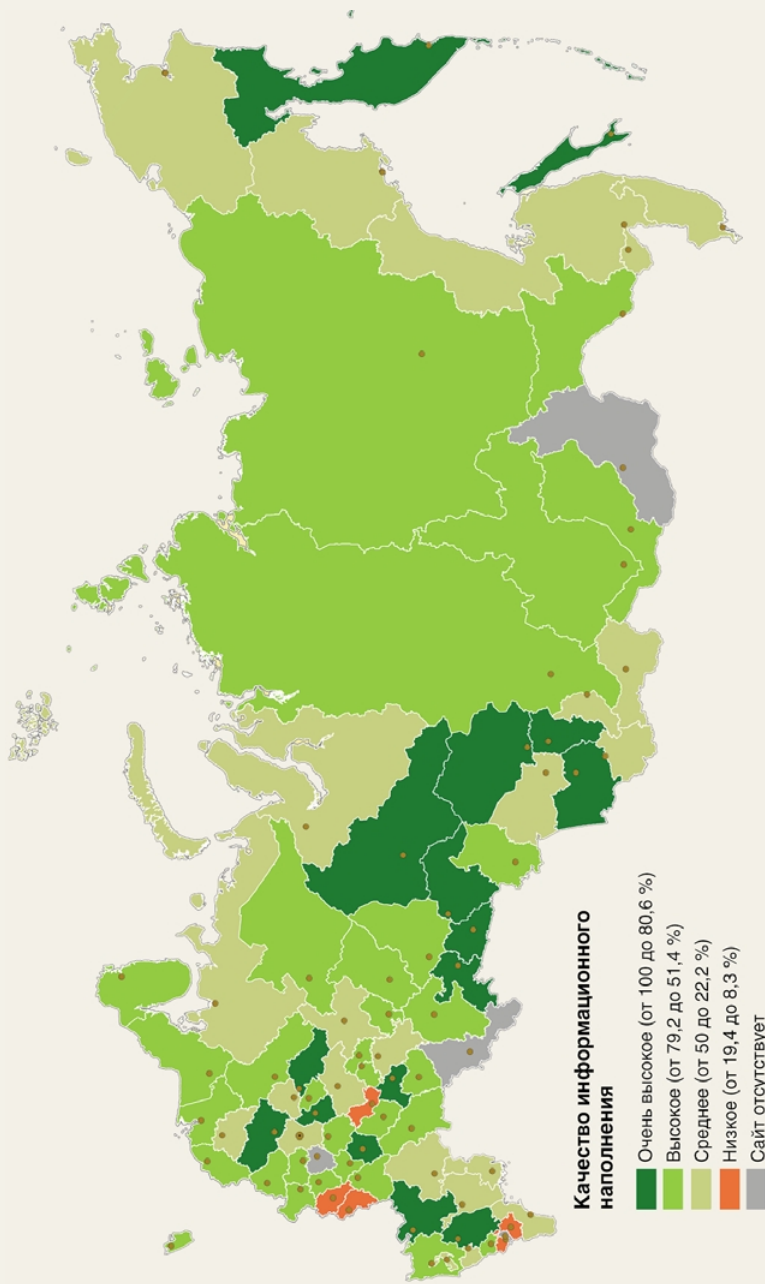 Качество информационного
наполнения
Очень высокое (от 100 до 80,6 %)
Высокое (от 79,2 до 51,4 %)
Среднее (от 50 до 22,2 %)
Низкое (от 19,4 до 8,3 %)
Сайт отсутствует